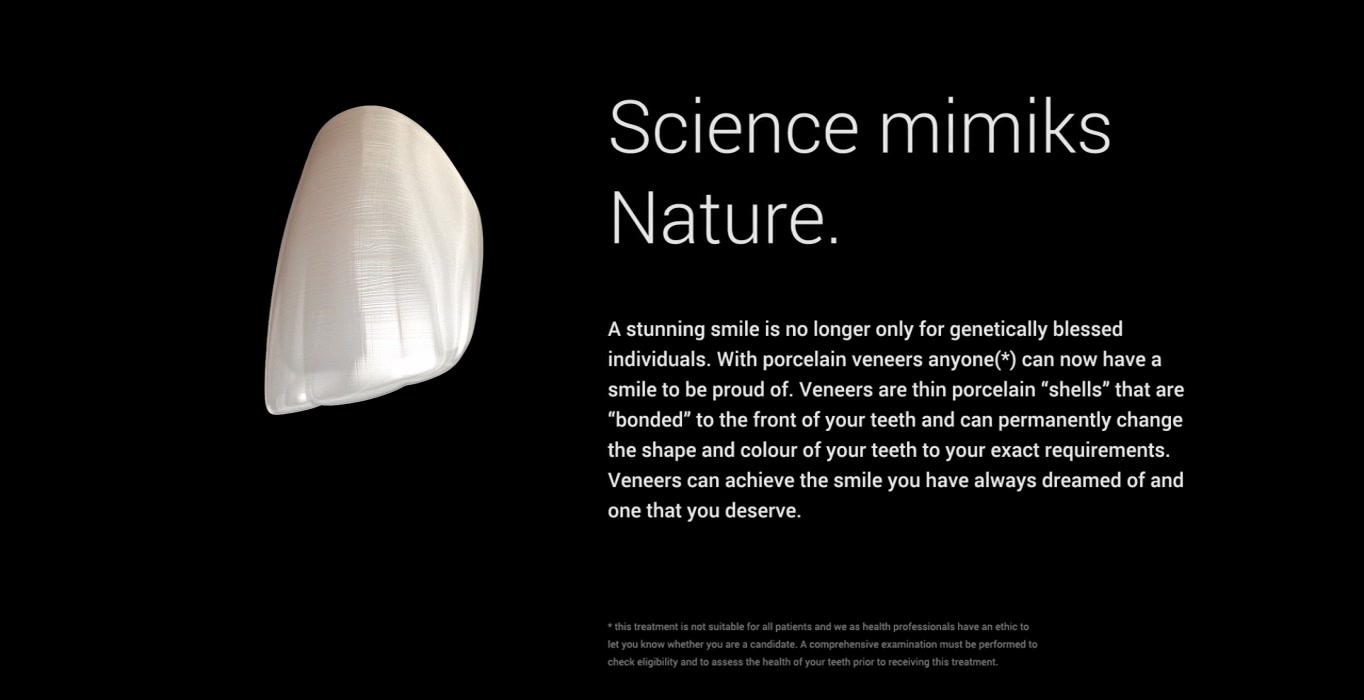 Science mimiks
Nature.
A stunning smile is no longer only for genetically blessed
individuals. With porcelain veneers anyone(*) can now have a
smile to be proud of. Veneers are thin porcelain “shells” that are
“bonded” to the front of your teeth and can permanently change
the shape and colour of your teeth to your exact requirements.
Veneers can achieve the smile you have always dreamed of and
one that you deserve.
* this treatment is not suitable for all patients and we as health professionals have an ethic to
let you know whether you are a candidate. A comprehensive examination must be performed to
check eligibility and to assess the health of your teeth prior to receiving this treatment.